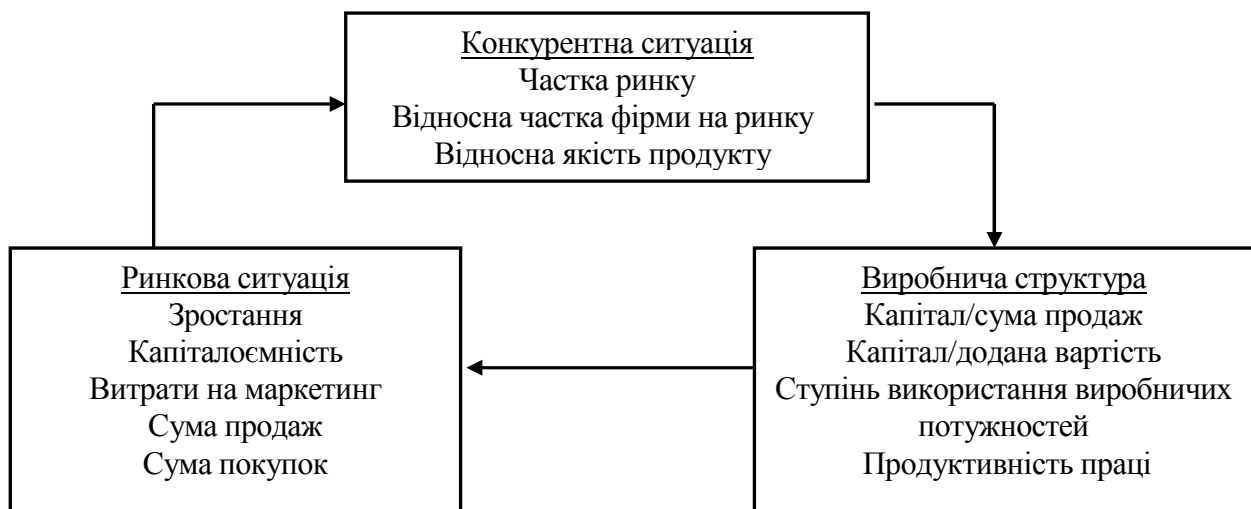 Конкурентна ситуація
Частка ринку
Відносна частка фірми на ринку
Відносна якість продукту
Ринкова ситуація
Зростання
Капіталоємність
Витрати на маркетинг
Сума продаж
Сума покупок
Виробнича структура
Капітал/сума продаж
Капітал/додана вартість
Ступінь використання виробничих
потужностей
Продуктивність праці